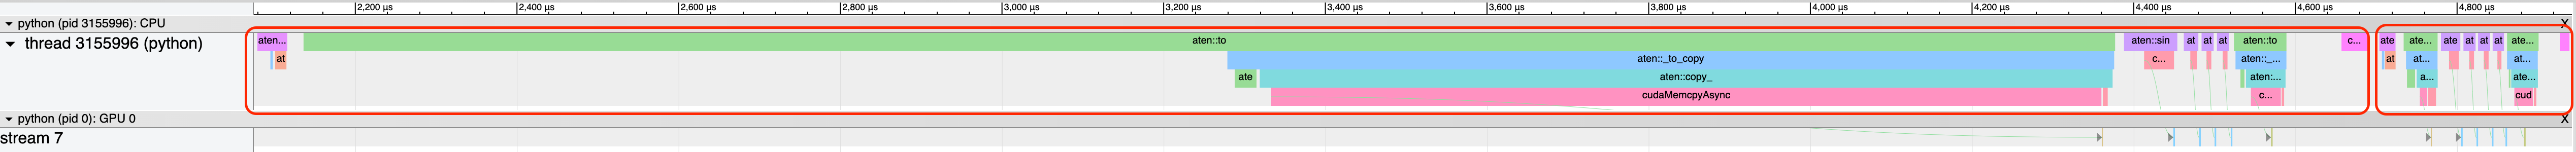 2,200 µs 2,400 µs 2,600 µs 2,800 µs 3,000 µs 3,200 µs 3,400 µs 3,600 µs 3,800 µs 4,000 µs 4,200 µs 4,400 µs 4,600 µs 4,800 µs
python (pid 3155996): CPU X
thread 3155996 (python) aten... aten::to aten::sin at at at aten::to c... ate ate... ate at at at ate...
at aten::_to_copy c... aten::_... at at... at...
ate aten::copy_ aten:... a... ate...
cudaMemcpyAsync c... cud
python (pid 0): GPU 0 X
stream 7